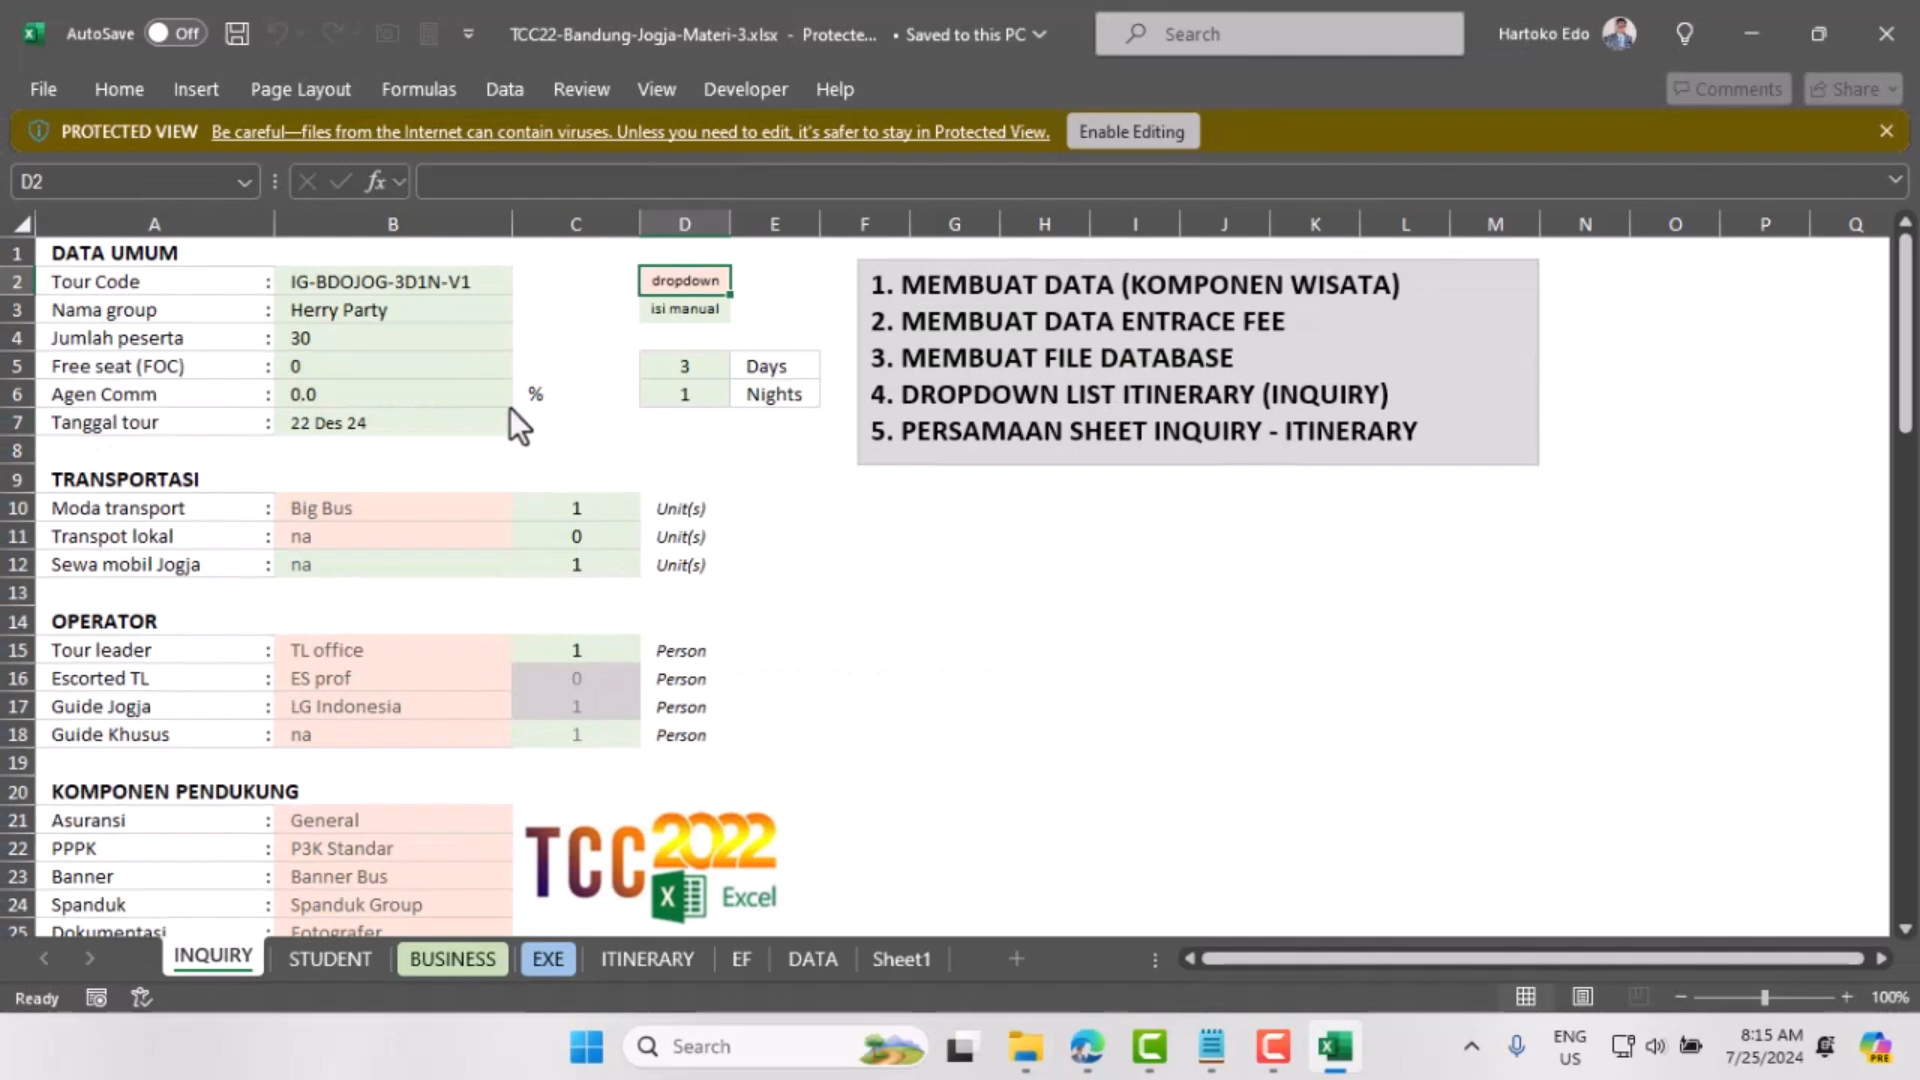 AutoSave Off TCC22-Bandung-Jogja-Materi-3.xlsx - Protecte... • Saved to this PC Search Hartoko Edo
File Home Insert Page Layout Formulas Data Review View Developer Help Comments Share
PROTECTED VIEW Be careful—files from the Internet can contain viruses. Unless you need to edit, it's safer to stay in Protected View. Enable Editing
D2 fx
A B C D E F G H I J K L M N O P Q
1 DATA UMUM
2 Tour Code : IG-BDOJOG-3D1N-V1 dropdown
3 Nama group : Herry Party isi manual
4 Jumlah peserta : 30
5 Free seat (FOC) : 0 3 Days
6 Agen Comm : 0.0 % 1 Nights
7 Tanggal tour : 22 Des 24
1. MEMBUAT DATA (KOMPONEN WISATA)
2. MEMBUAT DATA ENTRACE FEE
3. MEMBUAT FILE DATABASE
4. DROPDOWN LIST ITINERARY (INQUIRY)
5. PERSAMAAN SHEET INQUIRY - ITINERARY
8
9 TRANSPORTASI
10 Moda transport : Big Bus 1 Unit(s)
11 Transpot lokal : na 0 Unit(s)
12 Sewa mobil Jogja : na 1 Unit(s)
13
14 OPERATOR
15 Tour leader : TL office 1 Person
16 Escorted TL : ES prof 0 Person
17 Guide Jogja : LG Indonesia 1 Person
18 Guide Khusus : na 1 Person
19
20 KOMPONEN PENDUKUNG
21 Asuransi : General
22 PPPK : P3K Standar
23 Banner : Banner Bus
24 Spanduk : Spanduk Group
25 Dokumentasi : Fotografer
TCC 2022
X Excel
INQUIRY STUDENT BUSINESS EXE ITINERARY EF DATA Sheet1
Ready 100%
Search ENG US 8:15 AM 7/25/2024 PRE